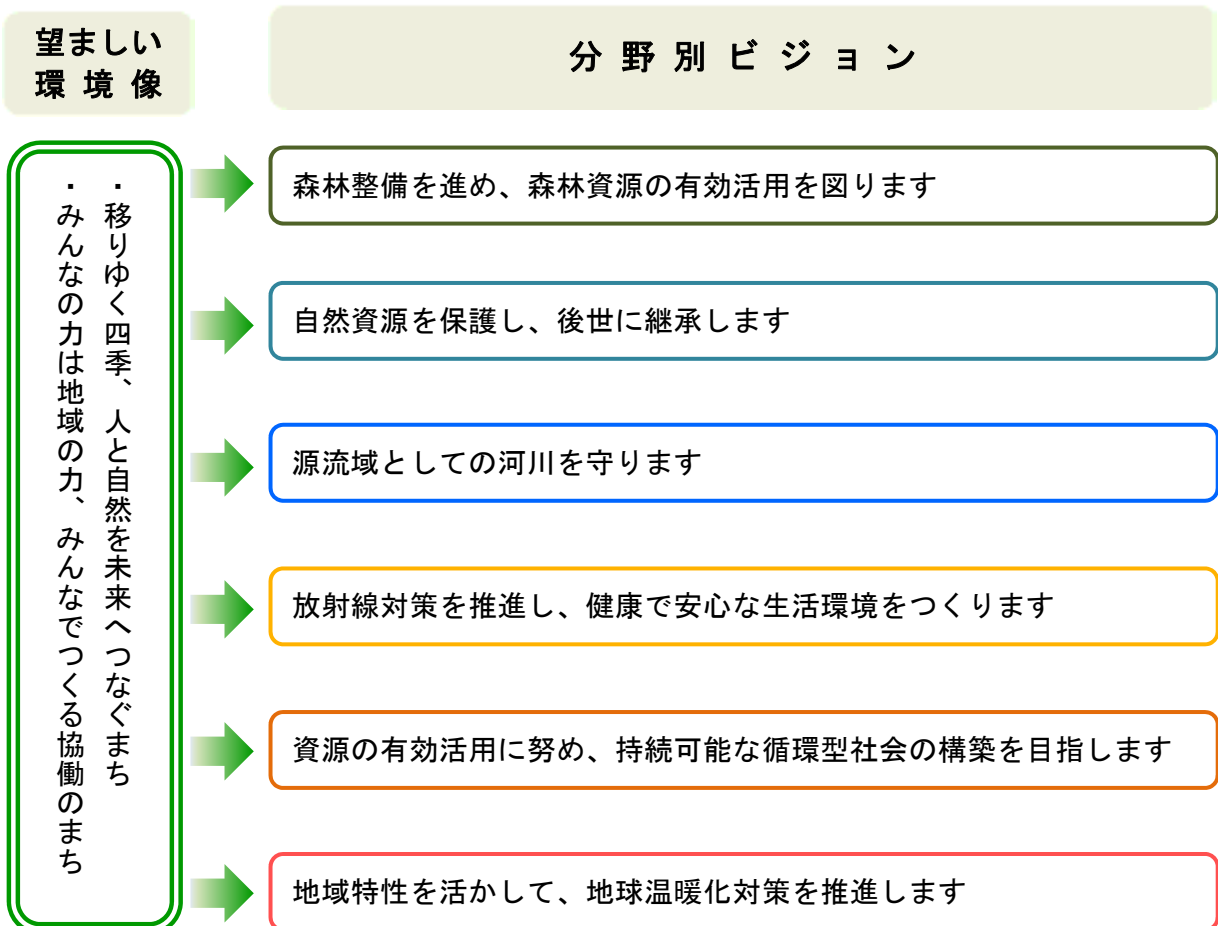 望ましい
環境像
分野別ビジョン
・移りゆく四季、人と自然を未来へつなぐまち
・みんなの力は地域の力、みんなでつくる協働のまち
森林整備を進め、森林資源の有効活用を図ります
自然資源を保護し、後世に継承します
源流域としての河川を守ります
放射線対策を推進し、健康で安心な生活環境をつくります
資源の有効活用に努め、持続可能な循環型社会の構築を目指します
地域特性を活かして、地球温暖化対策を推進します